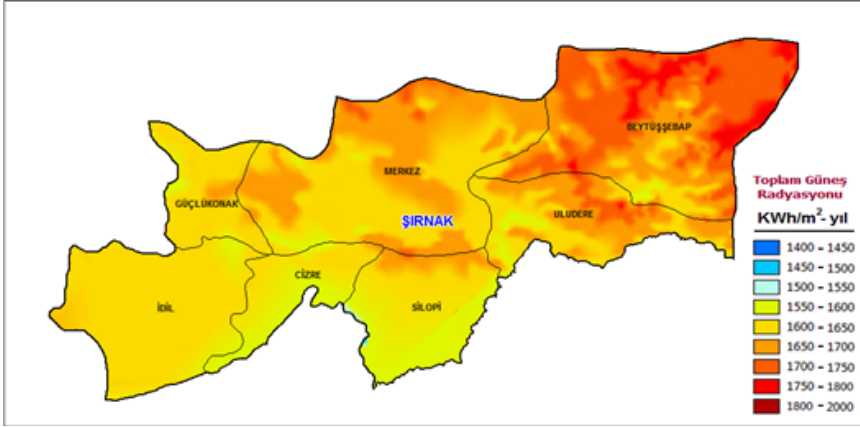 BEYTÜŞŞEBAP
MERKEZ
GÜÇLÜKONAK
ŞIRNAK
ULUDERE
CİZRE
İDİL
SİLOPİ
Toplam Güneş
Radyasyonu
KWh/m²- yıl
1400 - 1450
1450 - 1500
1500 - 1550
1550 - 1600
1600 - 1650
1650 - 1700
1700 - 1750
1750 - 1800
1800 - 2000